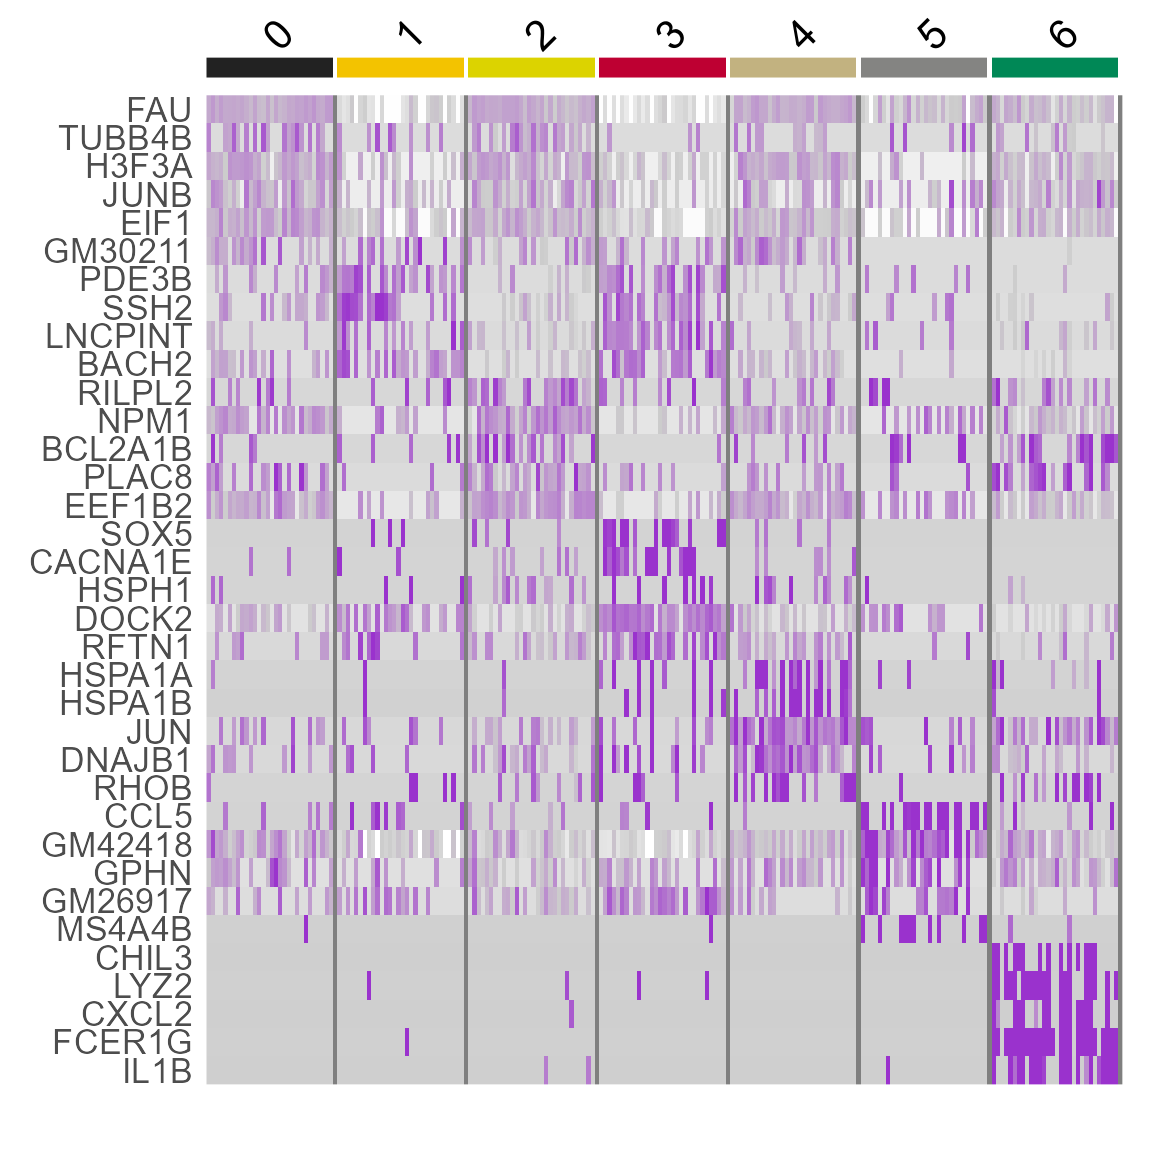 0 1 2 3 4 5 6
FAU
TUBB4B
H3F3A
JUNB
EIF1
GM30211
PDE3B
SSH2
LNCPINT
BACH2
RILPL2
NPM1
BCL2A1B
PLAC8
EEF1B2
SOX5
CACNA1E
HSPH1
DOCK2
RFTN1
HSPA1A
HSPA1B
JUN
DNAJB1
RHOB
CCL5
GM42418
GPHN
GM26917
MS4A4B
CHIL3
LYZ2
CXCL2
FCER1G
IL1B